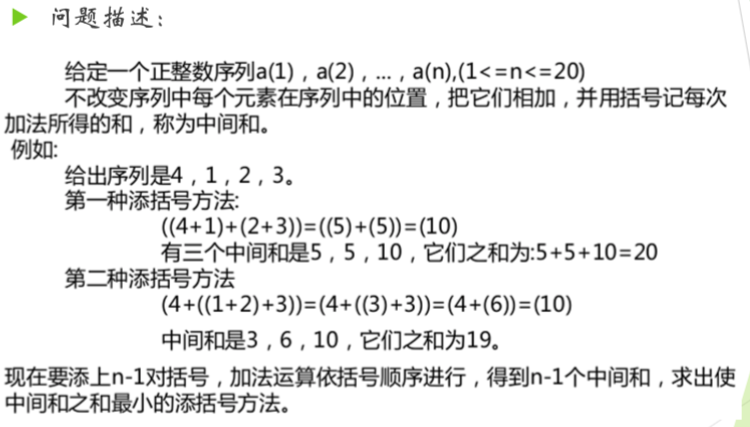 问题描述:
给定一个正整数序列a(1),a(2),...,a(n),(1<=n<=20)
不改变序列中每个元素在序列中的位置,把它们相加,并用括号记每次
加法所得的和,称为中间和。
例如:
给出序列是4,1,2,3。
第一种添括号方法:
((4+1)+(2+3))=((5)+(5))=(10)
有三个中间和是5,5,10,它们之和为:5+5+10=20
第二种添括号方法
(4+((1+2)+3))=(4+((3)+3))=(4+(6))=(10)
中间和是3,6,10,它们之和为19。
现在要添上n-1对括号,加法运算依括号顺序进行,得到n-1个中间和,求出使
中间和之和最小的添括号方法。